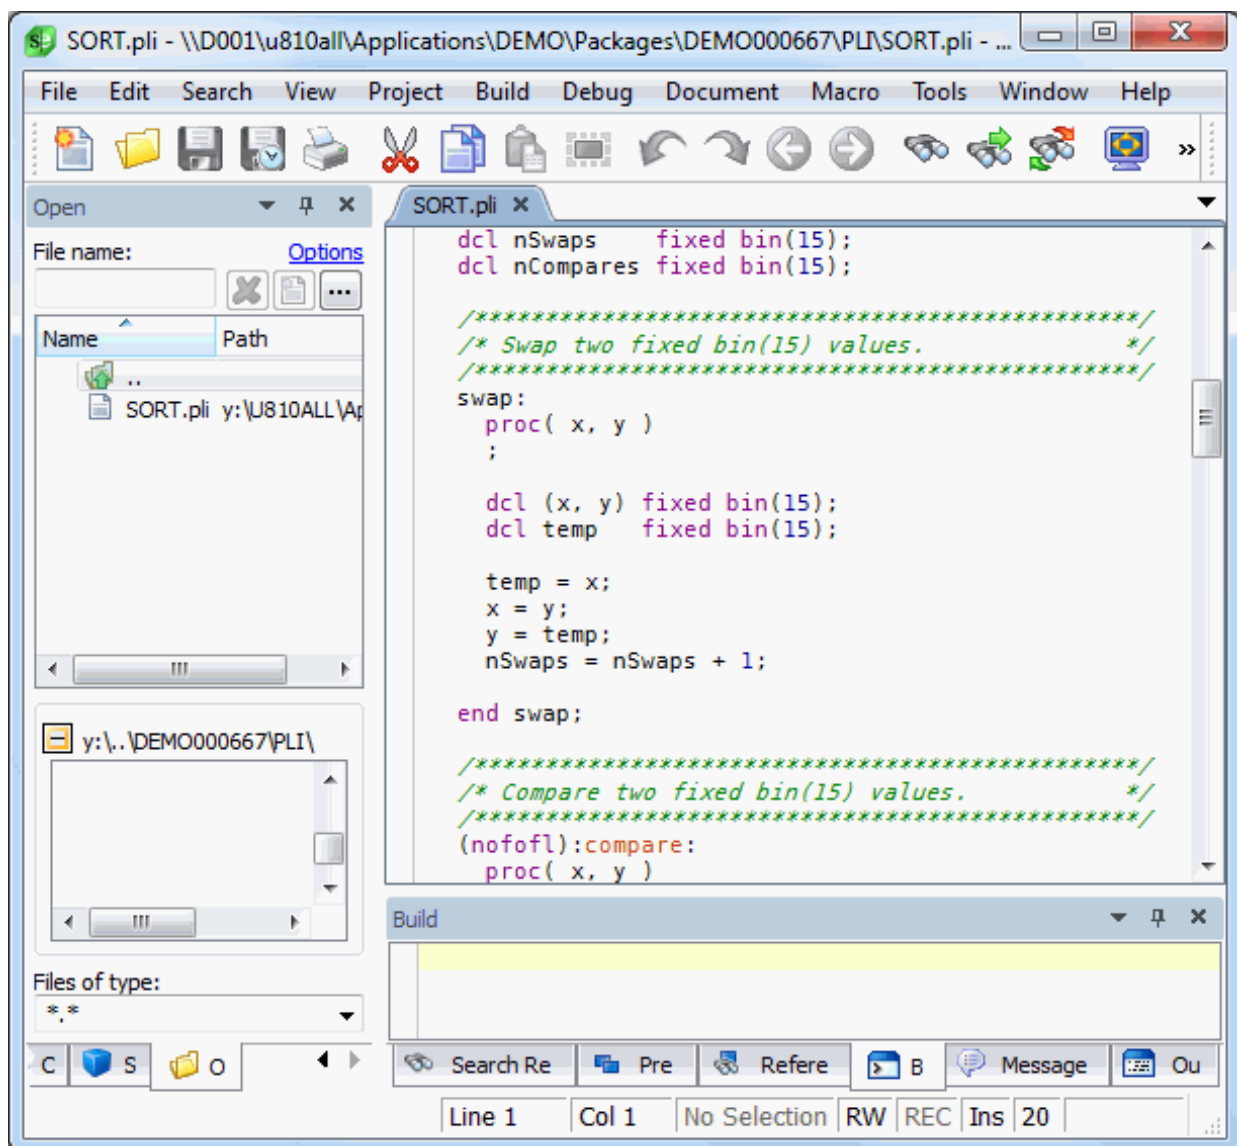 SORT.pli - \\D001\u810all\Applications\DEMO\Packages\DEMO000667\PLI\SORT.pli - ...
File Edit Search View Project Build Debug Document Macro Tools Window Help
Open
File name: Options
Name Path
..
SORT.pli y:\U810ALL\Ap
y:\..\DEMO000667\PLI\
Files of type:
*.*
C S O
SORT.pli
dcl nSwaps    fixed bin(15);
dcl nCompares fixed bin(15);
/***********************************************/
/* Swap two fixed bin(15) values.              */
/***********************************************/
swap:
  proc( x, y )
  ;
  dcl (x, y) fixed bin(15);
  dcl temp   fixed bin(15);
  temp = x;
  x = y;
  y = temp;
  nSwaps = nSwaps + 1;
end swap;
/***********************************************/
/* Compare two fixed bin(15) values.           */
/***********************************************/
(nofofl):compare:
  proc( x, y )
Build
Search Re Pre Refere B Message Ou
Line 1 Col 1 No Selection RW REC Ins 20